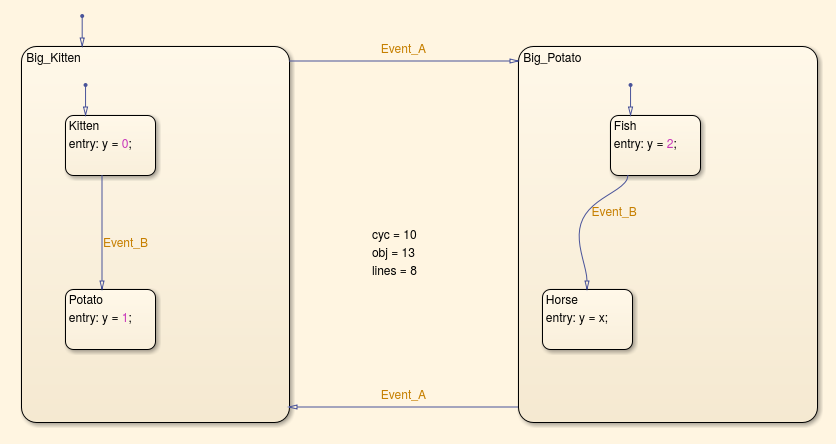 Big_Kitten
Kitten
entry: y = 0;
Event_B
Potato
entry: y = 1;
Event_A
cyc = 10
obj = 13
lines = 8
Event_A
Big_Potato
Fish
entry: y = 2;
Event_B
Horse
entry: y = x;